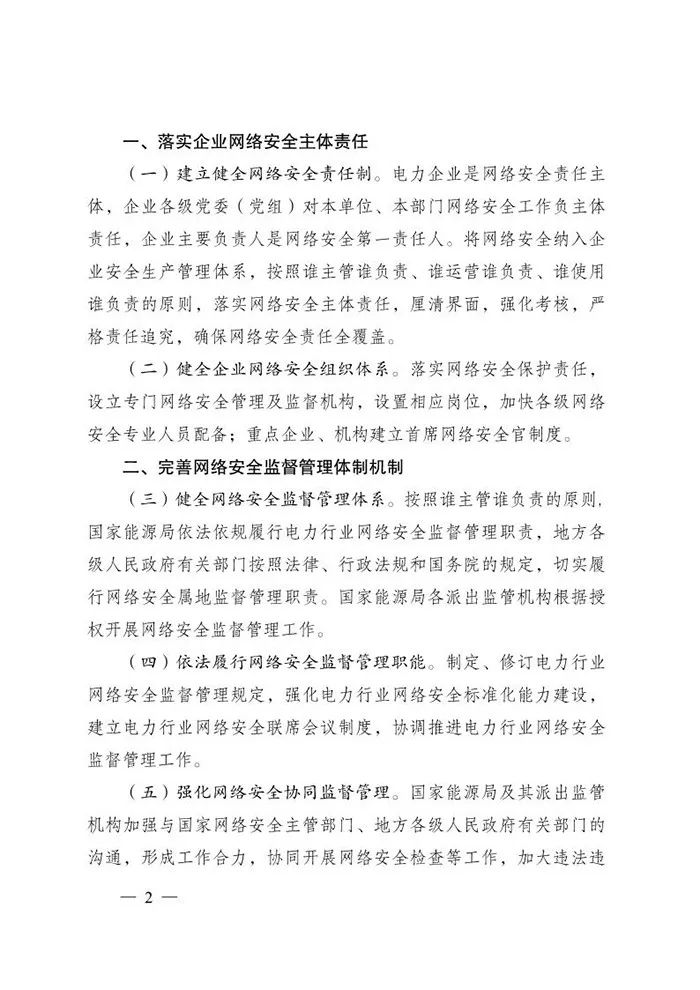 一、落实企业网络安全主体责任
（一）建立健全网络安全责任制。电力企业是网络安全责任主
体，企业各级党委（党组）对本单位、本部门网络安全工作负主体
责任，企业主要负责人是网络安全第一责任人。将网络安全纳入企
业安全生产管理体系，按照谁主管谁负责、谁运营谁负责、谁使用
谁负责的原则，落实网络安全主体责任，厘清界面，强化考核，严
格责任追究，确保网络安全责任全覆盖。
（二）健全企业网络安全组织体系。落实网络安全保护责任，
设立专门网络安全管理及监督机构，设置相应岗位，加快各级网络
安全专业人员配备；重点企业、机构建立首席网络安全官制度。
二、完善网络安全监督管理体制机制
（三）健全网络安全监督管理体系。按照谁主管谁负责的原则，
国家能源局依法依规履行电力行业网络安全监督管理职责，地方各
级人民政府有关部门按照法律、行政法规和国务院的规定，切实履
行网络安全属地监督管理职责。国家能源局各派出监管机构根据授
权开展网络安全监督管理工作。
（四）依法履行网络安全监督管理职能。制定、修订电力行业
网络安全监督管理规定，强化电力行业网络安全标准化能力建设，
建立电力行业网络安全联席会议制度，协调推进电力行业网络安全
监督管理工作。
（五）强化网络安全协同监督管理。国家能源局及其派出监管
机构加强与国家网络安全主管部门、地方各级人民政府有关部门的
沟通，形成工作合力，协同开展网络安全检查等工作，加大违法违
— 2 —